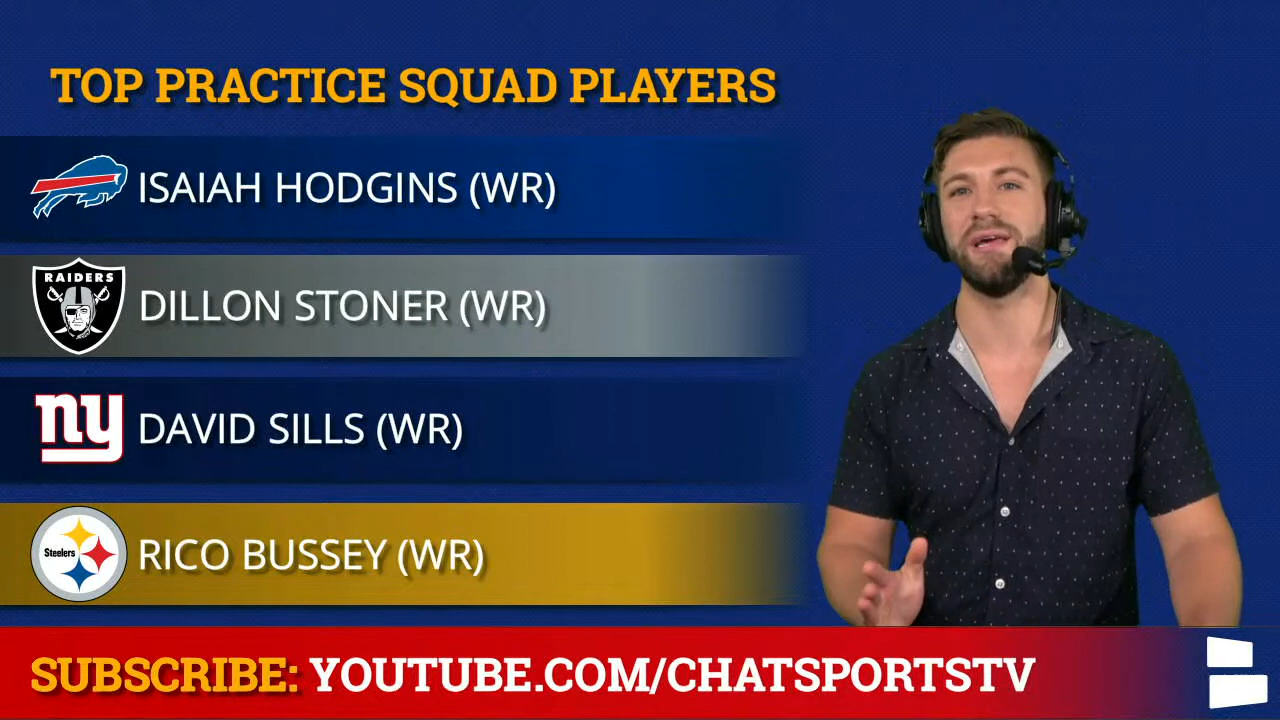 TOP PRACTICE SQUAD PLAYERS
ISAIAH HODGINS (WR)
RAIDERS
DILLON STONER (WR)
ny
DAVID SILLS (WR)
Steelers
RICO BUSSEY (WR)
SUBSCRIBE: YOUTUBE.COM/CHATSPORTSTV